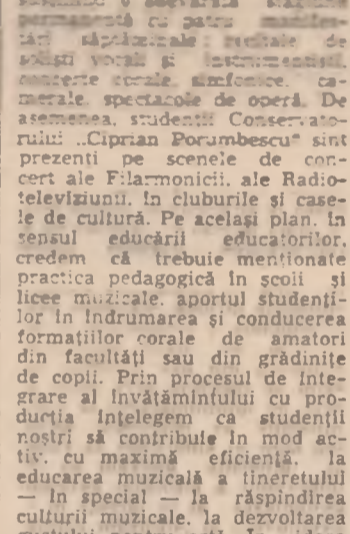 permanentă cu patru manifes-
tări săptămînale: recitale de
soliști vocali și instrumentiști,
concerte corale, simfonice, ca-
merale, spectacole de operă. De
asemenea, studenții Conservato-
rului „Ciprian Porumbescu" sînt
prezenți pe scenele de con-
cert ale Filarmonicii, ale Radio-
televiziunii, în cluburile și case-
le de cultură. Pe același plan, în
sensul educării educatorilor,
credem că trebuie menționate
practica pedagogică în școli și
licee muzicale, aportul studenți-
lor în îndrumarea și conducerea
formațiilor corale de amatori
din facultăți sau din grădinițe
de copii. Prin procesul de inte-
grare al învățămîntului cu pro-
ducția înțelegem ca studenții
noștri să contribuie în mod ac-
tiv, cu maximă eficiență, la
educarea muzicală a tineretului
— în special — la răspîndirea
culturii muzicale, la dezvoltarea